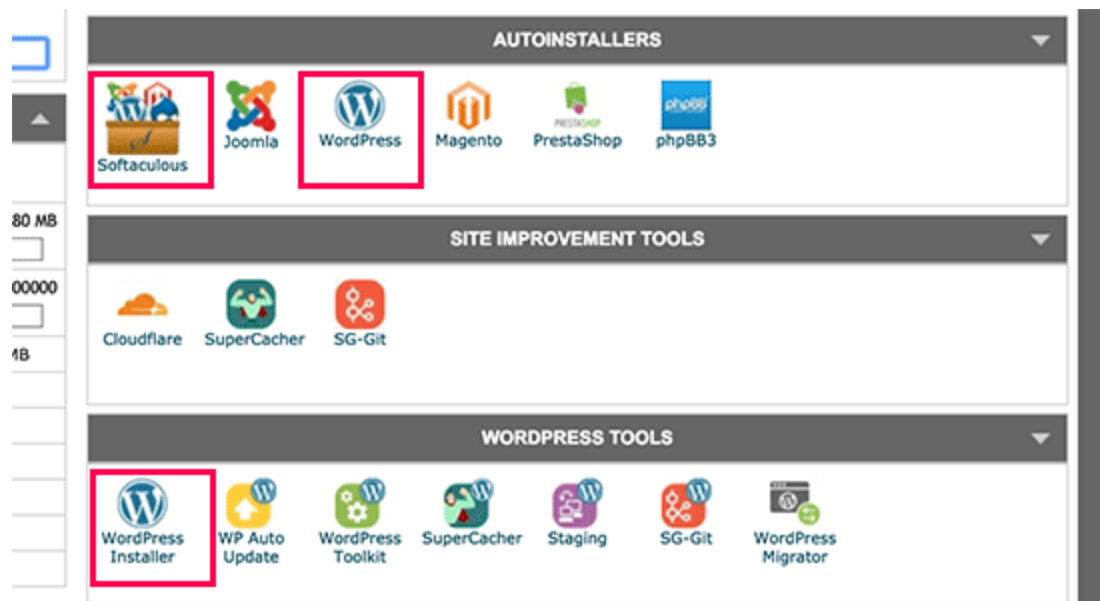 AUTOINSTALLERS
Softaculous
Joomla
WordPress
Magento
PRESTASHOP
PrestaShop
phpBB
phpBB3
80 MB
SITE IMPROVEMENT TOOLS
00000
Cloudflare
SuperCacher
SG-Git
MB
WORDPRESS TOOLS
WordPress
Installer
WP Auto
Update
WordPress
Toolkit
SuperCacher
Staging
SG-Git
WordPress
Migrator